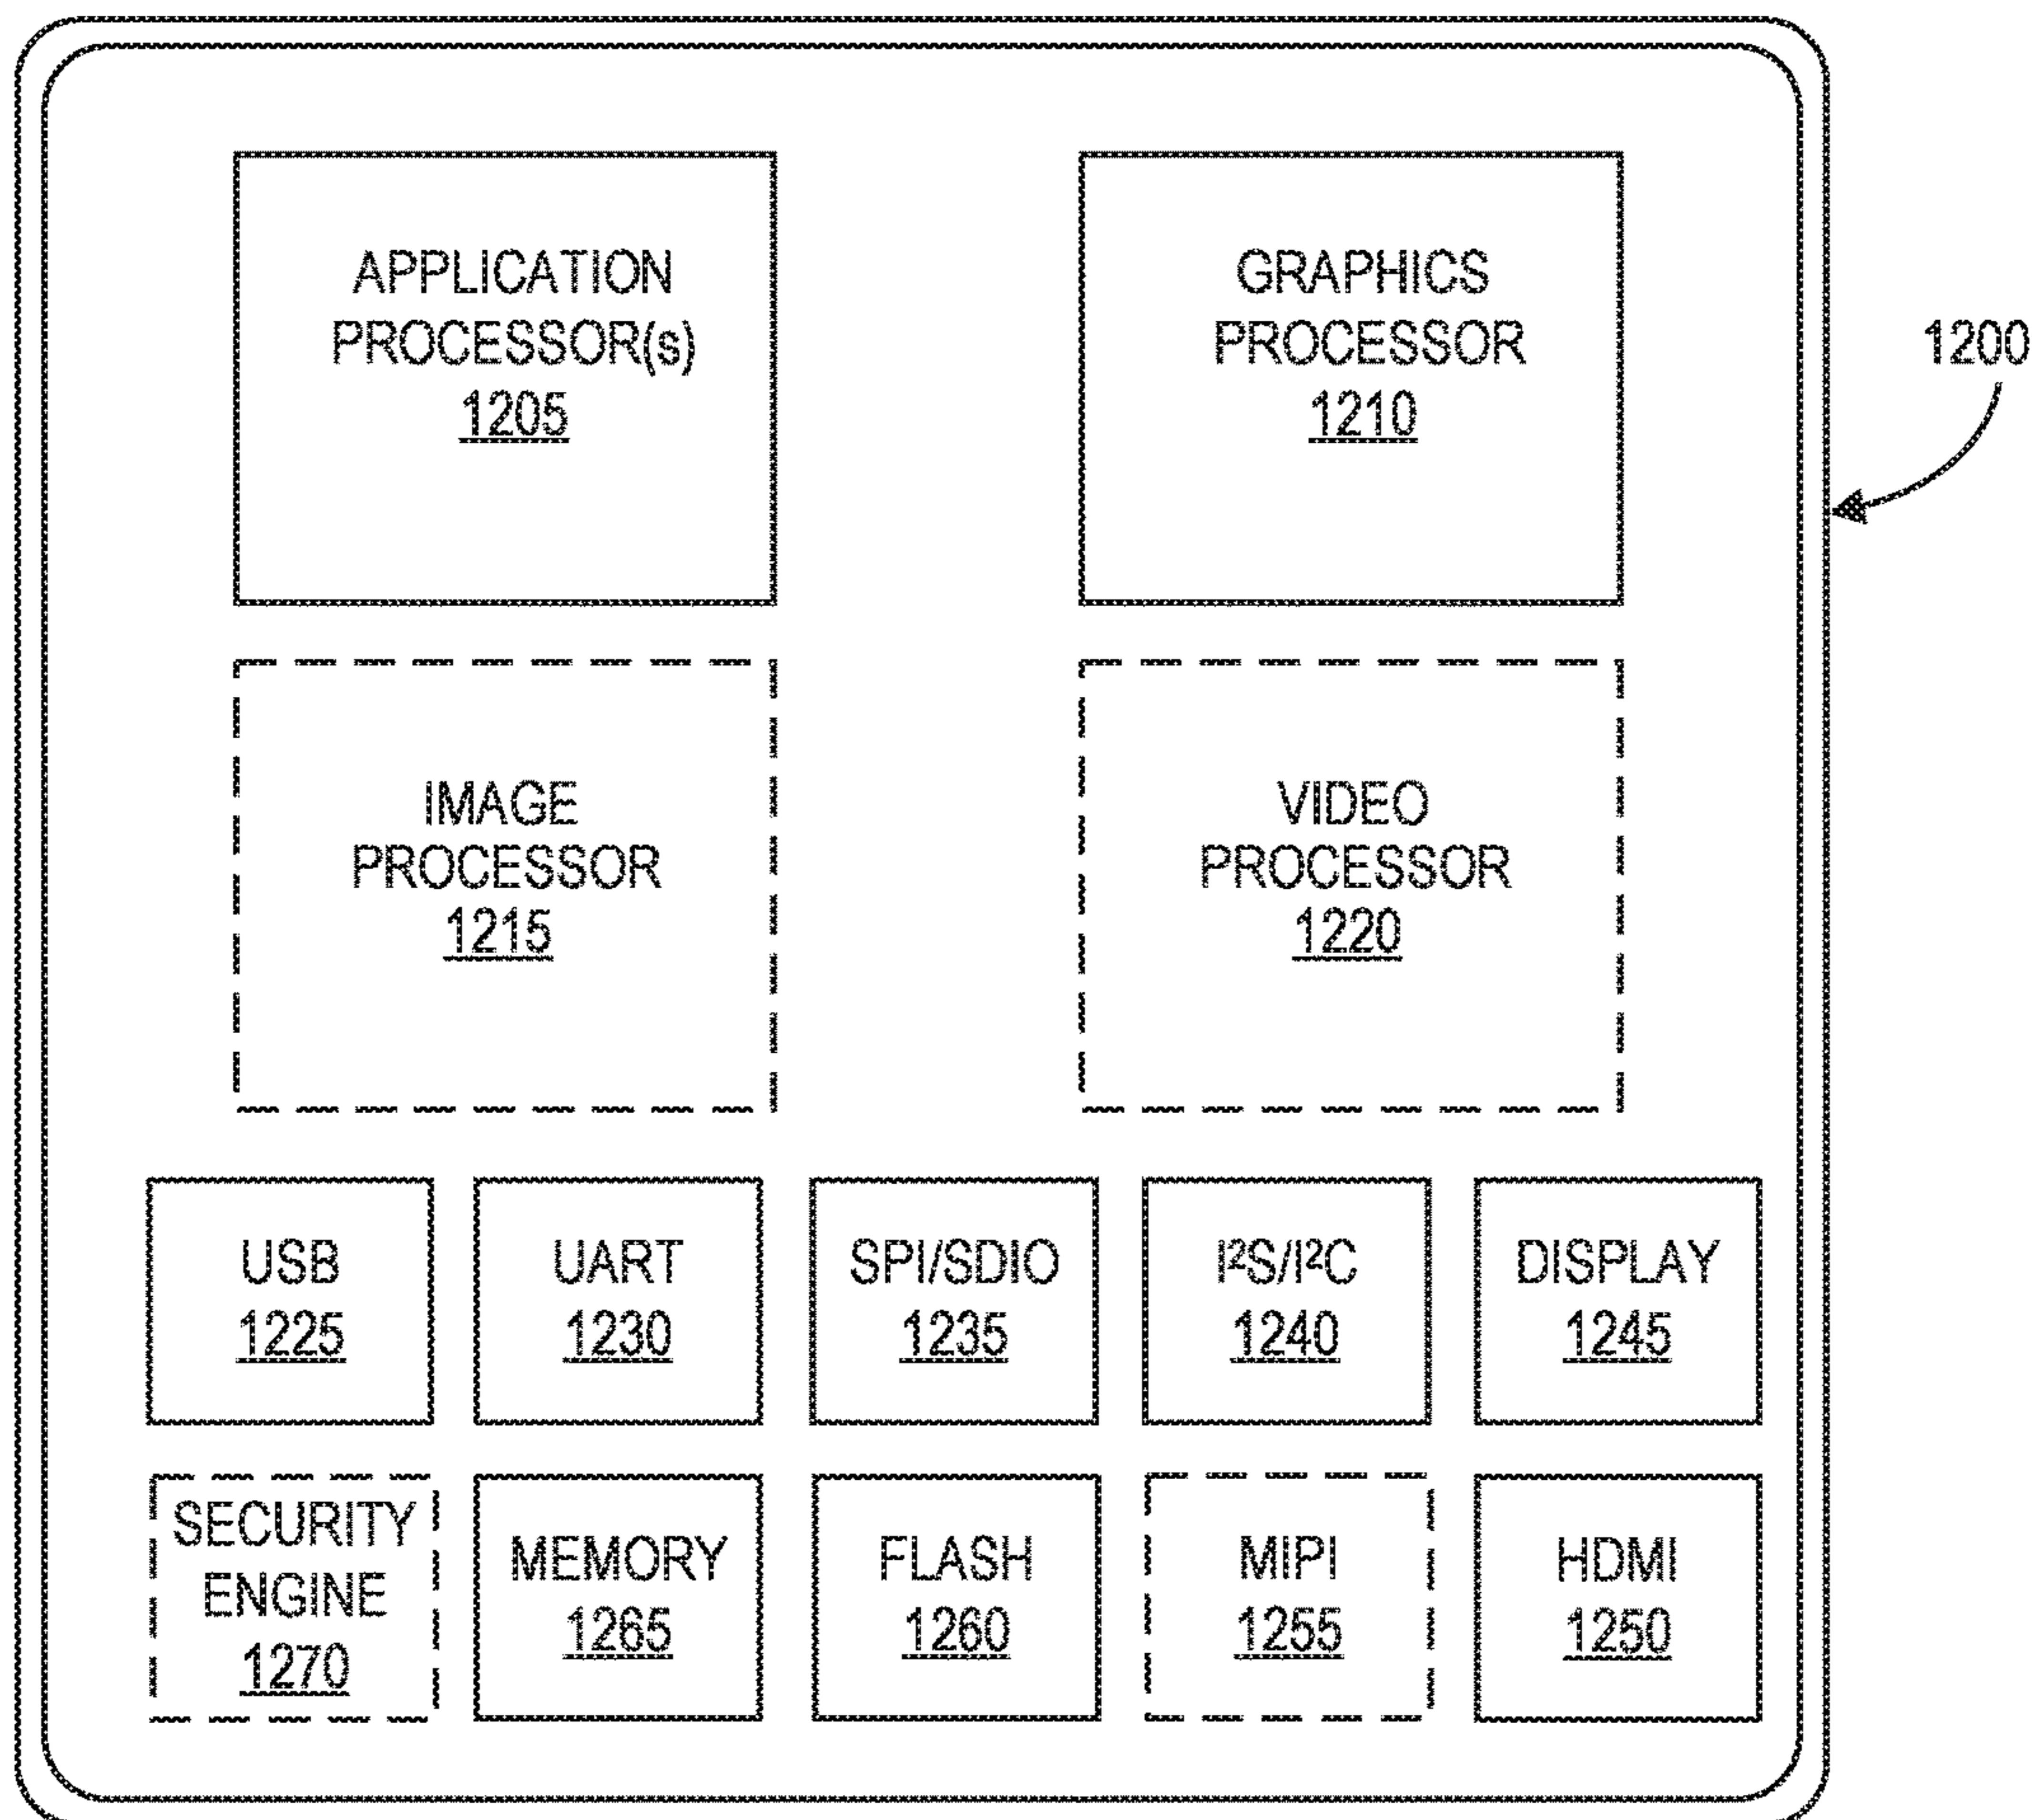 APPLICATION
PROCESSOR(s)
1205
GRAPHICS
PROCESSOR
1210
1200
IMAGE
PROCESSOR
1215
VIDEO
PROCESSOR
1220
USB
1225
UART
1230
SPI/SDIO
1235
I²S/I²C
1240
DISPLAY
1245
SECURITY
ENGINE
1270
MEMORY
1265
FLASH
1260
MIPI
1255
HDMI
1250